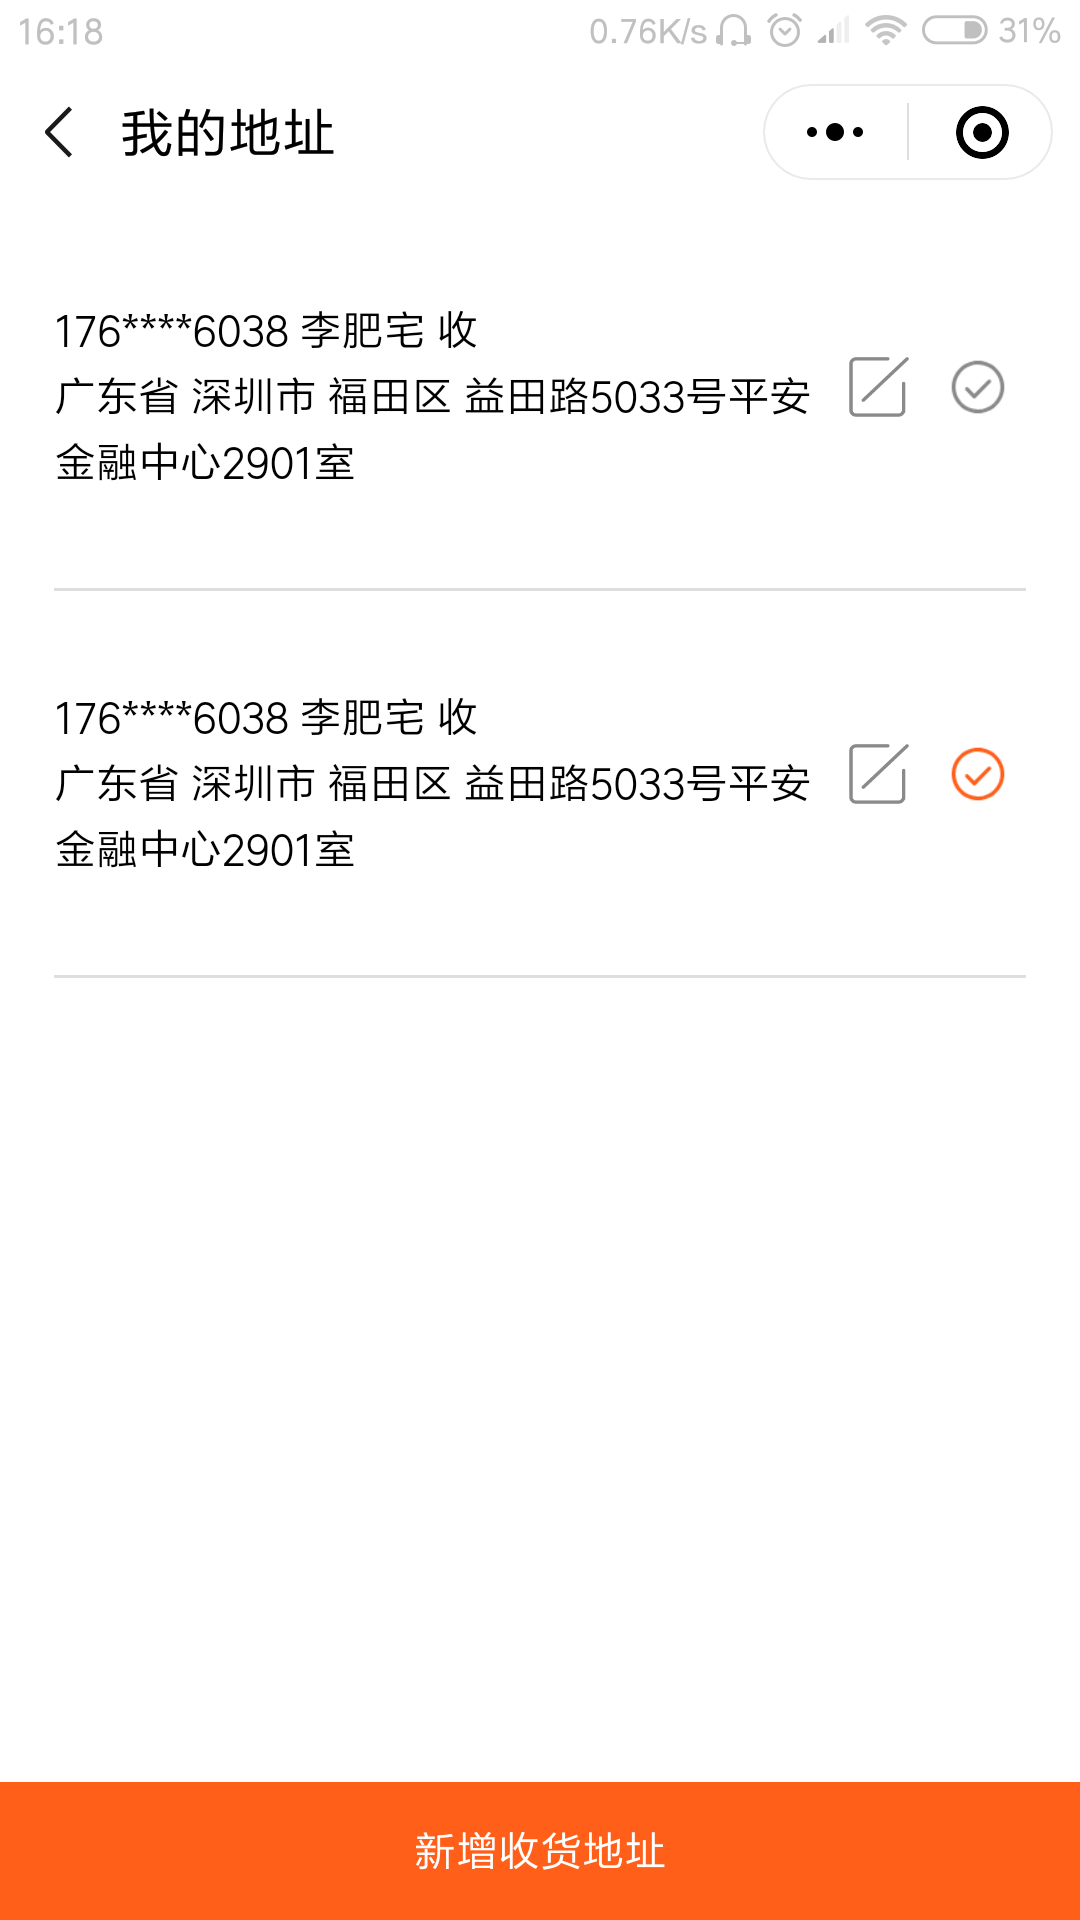 16:18
0.76K/s
31%
我的地址
176****6038 李肥宅 收
广东省 深圳市 福田区 益田路5033号平安
金融中心2901室
176****6038 李肥宅 收
广东省 深圳市 福田区 益田路5033号平安
金融中心2901室
新增收货地址